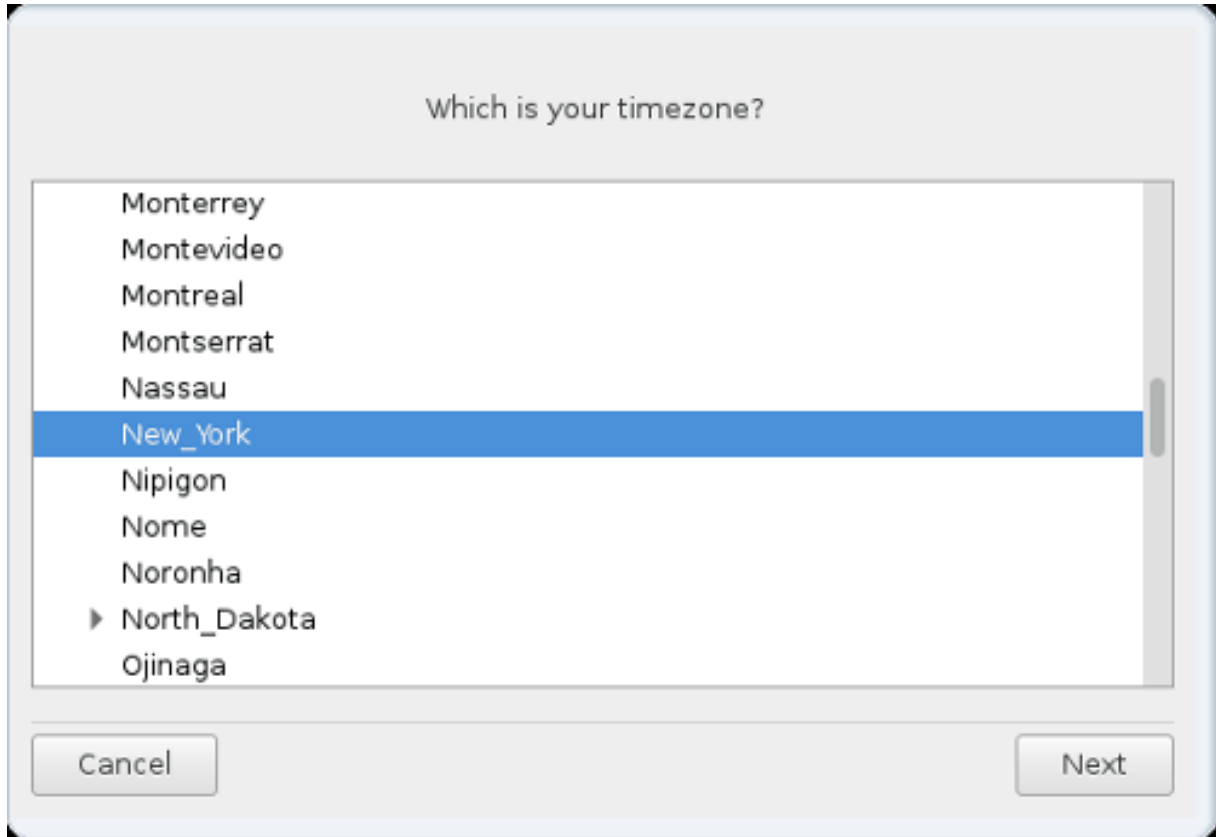 Which is your timezone?
Monterrey
Montevideo
Montreal
Montserrat
Nassau
New_York
Nipigon
Nome
Noronha
North_Dakota
Ojinaga
Cancel
Next